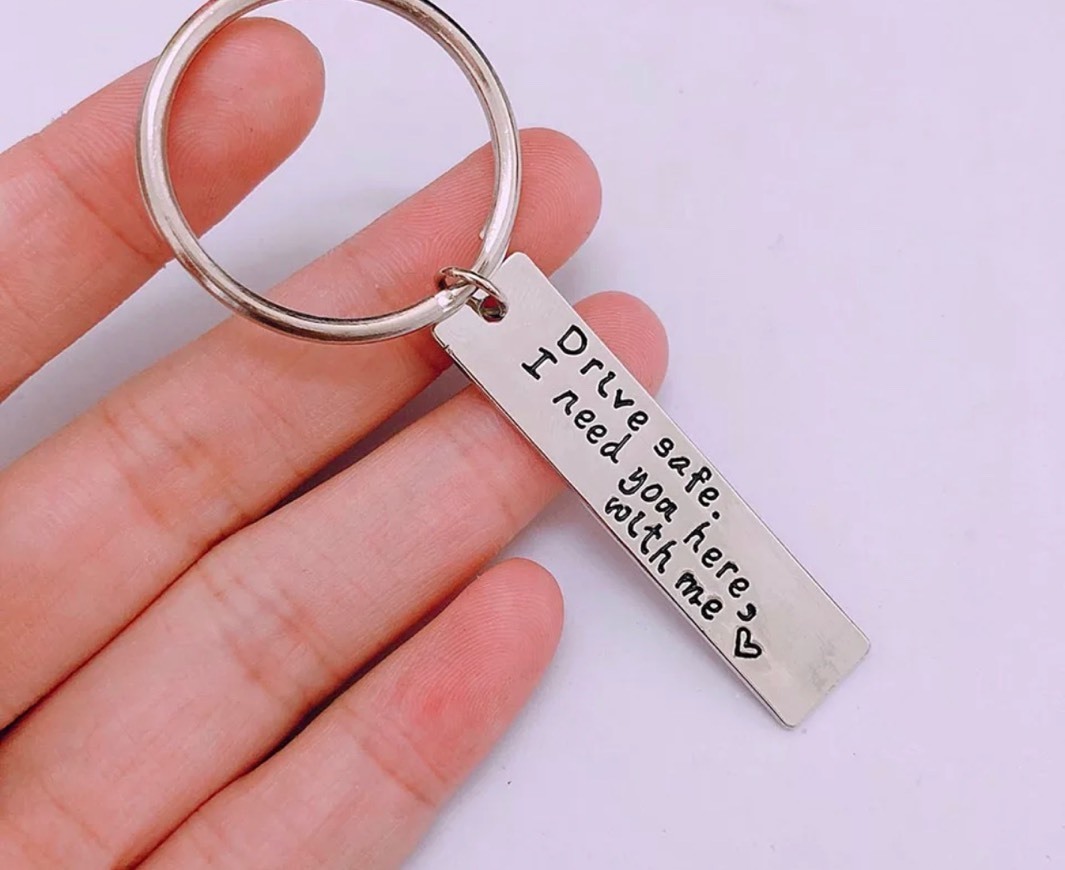 Drive safe.
I need you here,
with me ♡